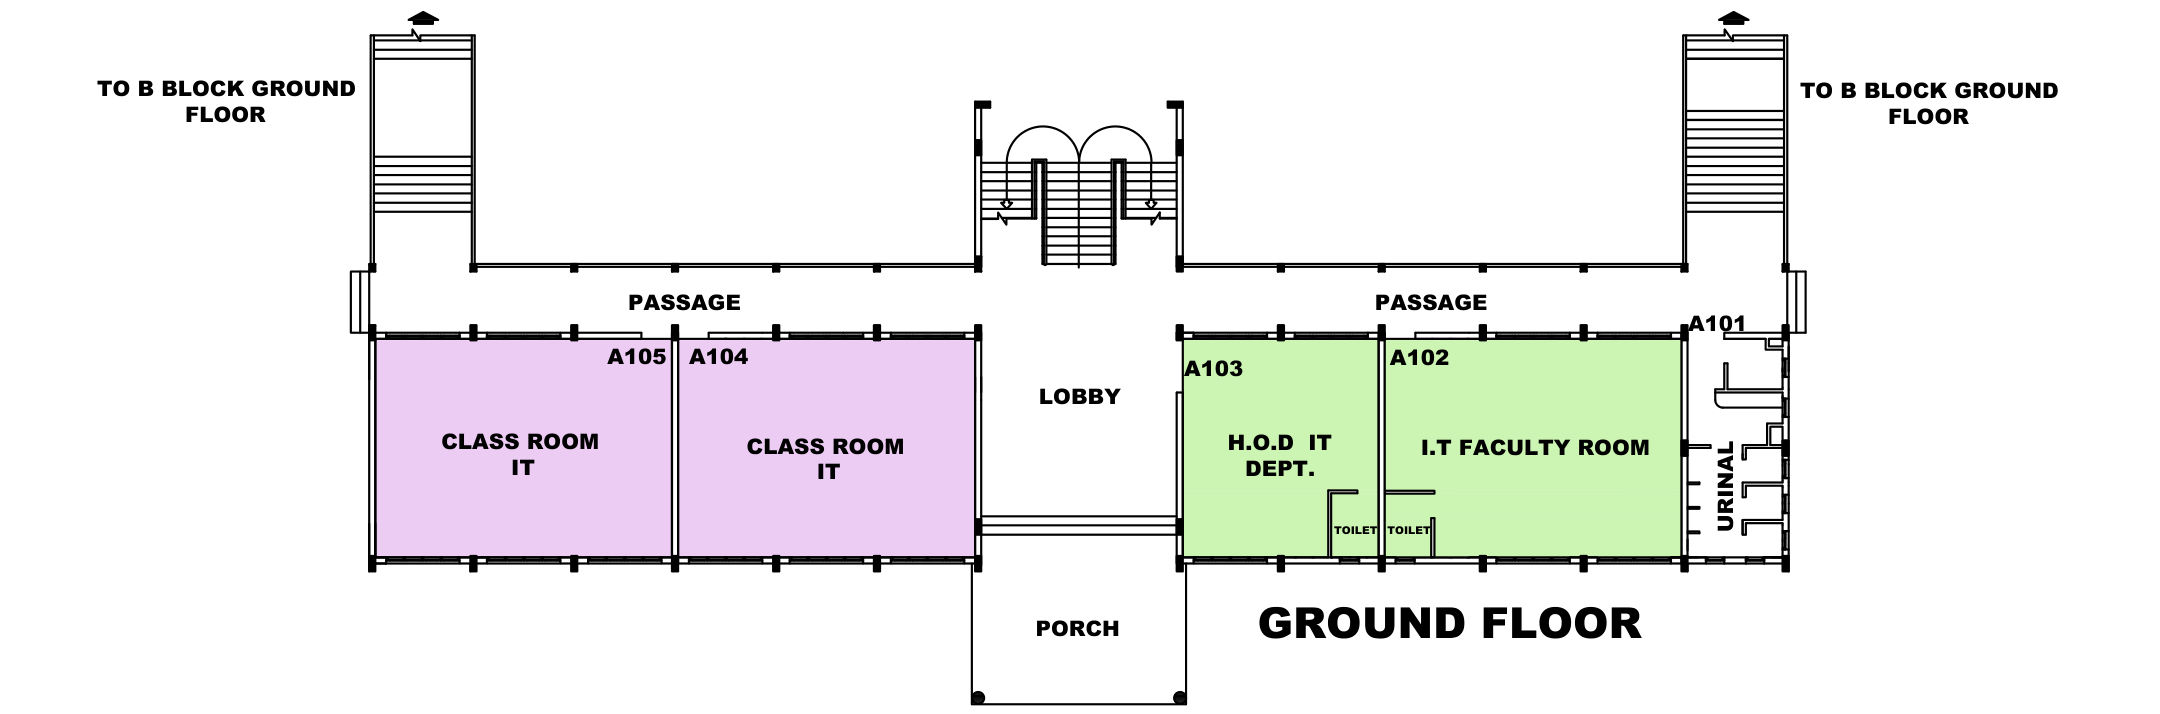 TO B BLOCK GROUND
FLOOR
TO B BLOCK GROUND
FLOOR
PASSAGE
PASSAGE
A101
A105
A104
A103
A102
LOBBY
CLASS ROOM
IT
CLASS ROOM
IT
H.O.D IT
DEPT.
I.T FACULTY ROOM
URINAL
TOILET
TOILET
PORCH
GROUND FLOOR